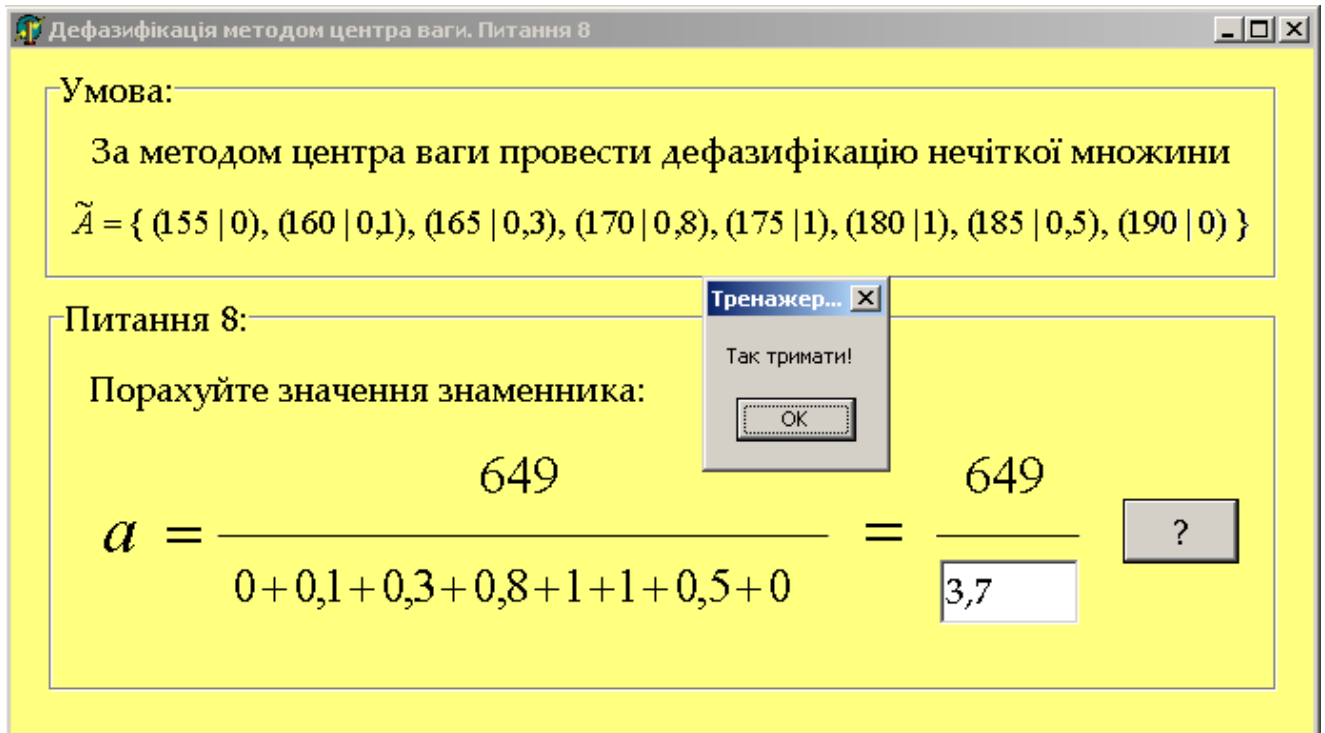 Дефазифікація методом центра ваги. Питання 8
Умова:
За методом центра ваги провести дефазифікацію нечіткої множини
Ã = { (155 | 0), (160 | 0,1), (165 | 0,3), (170 | 0,8), (175 | 1), (180 | 1), (185 | 0,5), (190 | 0) }
Тренажер...
Так тримати!
OK
Питання 8:
Порахуйте значення знаменника:
649
649
a = =
?
0+0,1+0,3+0,8+1+1+0,5+0
3,7